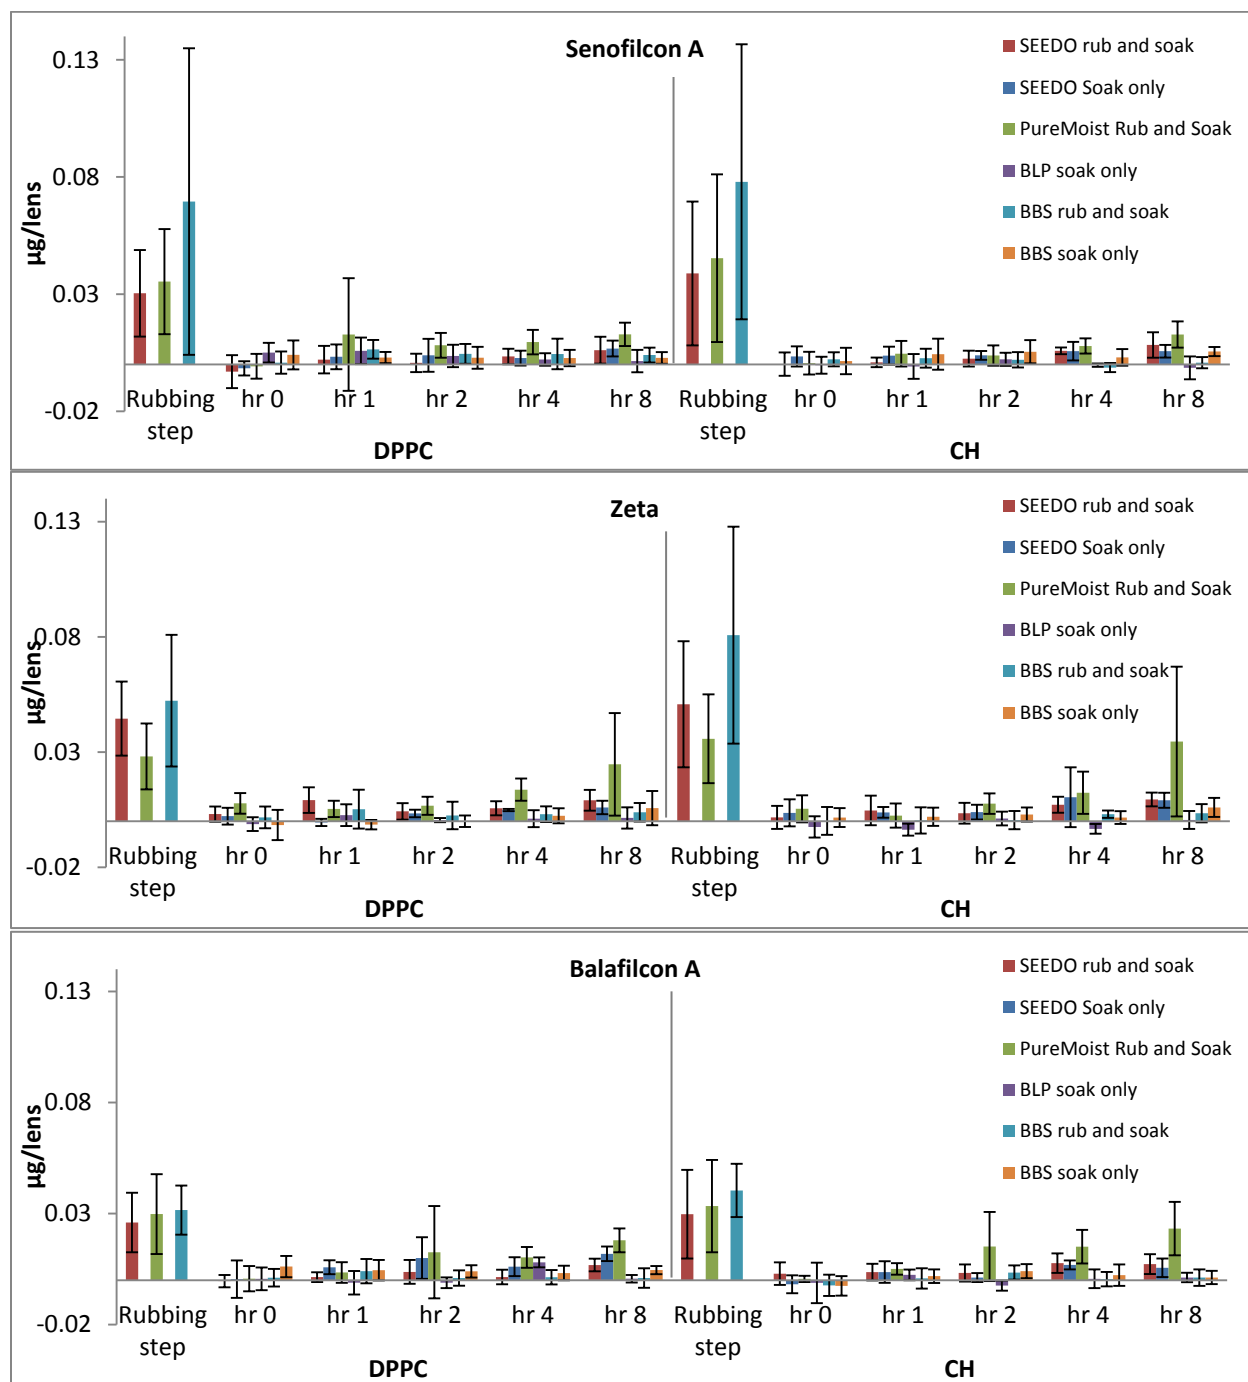 Senofilcon A
µg/lens
0.13
0.08
0.03
-0.02
SEEDO rub and soak
SEEDO Soak only
PureMoist Rub and Soak
BLP soak only
BBS rub and soak
BBS soak only
Rubbing step hr 0 hr 1 hr 2 hr 4 hr 8 Rubbing step hr 0 hr 1 hr 2 hr 4 hr 8
DPPC CH
Zeta
µg/lens
0.13
0.08
0.03
-0.02
SEEDO rub and soak
SEEDO Soak only
PureMoist Rub and Soak
BLP soak only
BBS rub and soak
BBS soak only
Rubbing step hr 0 hr 1 hr 2 hr 4 hr 8 Rubbing step hr 0 hr 1 hr 2 hr 4 hr 8
DPPC CH
Balafilcon A
µg/lens
0.13
0.08
0.03
-0.02
SEEDO rub and soak
SEEDO Soak only
PureMoist Rub and Soak
BLP soak only
BBS rub and soak
BBS soak only
Rubbing step hr 0 hr 1 hr 2 hr 4 hr 8 Rubbing step hr 0 hr 1 hr 2 hr 4 hr 8
DPPC CH